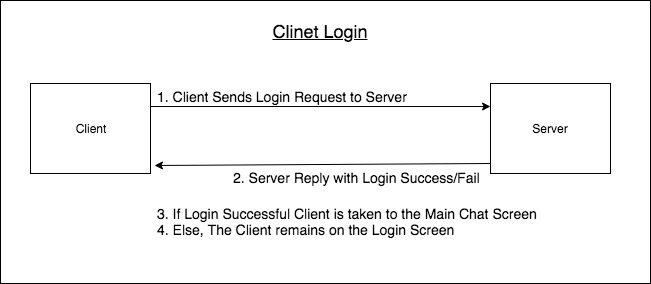 Clinet Login
1. Client Sends Login Request to Server
Client
Server
2. Server Reply with Login Success/Fail
3. If Login Successful Client is taken to the Main Chat Screen
4. Else, The Client remains on the Login Screen